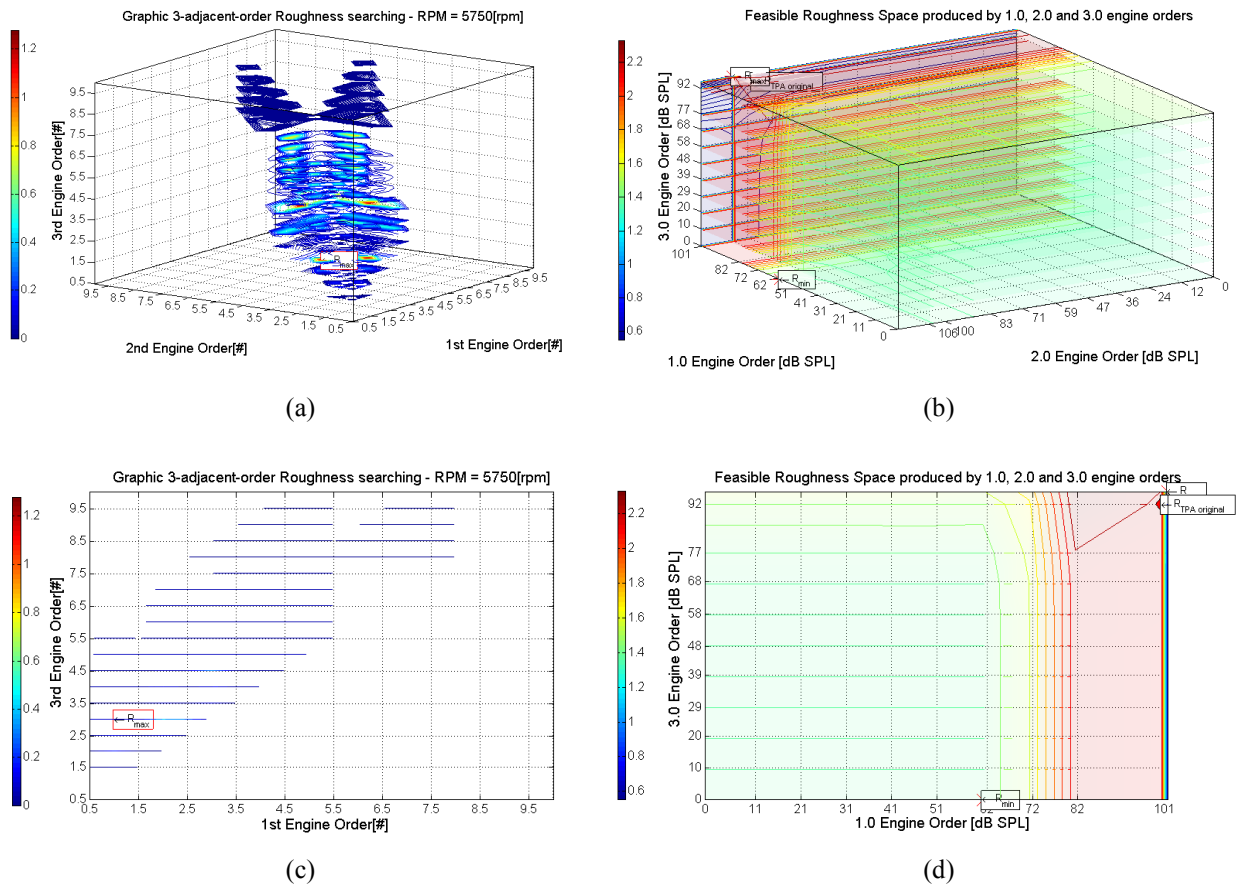 Graphic 3-adjacent-order Roughness searching - RPM = 5750[rpm]
1.2
1
0.8
0.6
0.4
0.2
0
3rd Engine Order[#]
9.5
8.5
7.5
6.5
5.5
4.5
3.5
2.5
1.5
0.5
R max
9.5 8.5 7.5 6.5 5.5 4.5 3.5 2.5 1.5 0.5
0.5 1.5 2.5 3.5 4.5 5.5 6.5 7.5 8.5 9.5
2nd Engine Order[#]
1st Engine Order[#]
(a)
Feasible Roughness Space produced by 1.0, 2.0 and 3.0 engine orders
2.2
2
1.8
1.6
1.4
1.2
1
0.8
0.6
3.0 Engine Order [dB SPL]
92
77
68
58
48
39
29
20
10
0
R max
R TPA original
R min
101 82 72 62 51 41 31 21 11 0
106 100 83 71 59 47 36 24 12 0
1.0 Engine Order [dB SPL]
2.0 Engine Order [dB SPL]
(b)
Graphic 3-adjacent-order Roughness searching - RPM = 5750[rpm]
1.2
1
0.8
0.6
0.4
0.2
0
3rd Engine Order[#]
9.5
8.5
7.5
6.5
5.5
4.5
3.5
2.5
1.5
0.5
← R max
0.5 1.5 2.5 3.5 4.5 5.5 6.5 7.5 8.5 9.5
1st Engine Order[#]
(c)
Feasible Roughness Space produced by 1.0, 2.0 and 3.0 engine orders
2.2
2
1.8
1.6
1.4
1.2
1
0.8
0.6
3.0 Engine Order [dB SPL]
92
77
68
58
48
39
29
20
10
0
← R
← R TPA original
← R min
0 11 21 31 41 51 62 72 82 101
1.0 Engine Order [dB SPL]
(d)